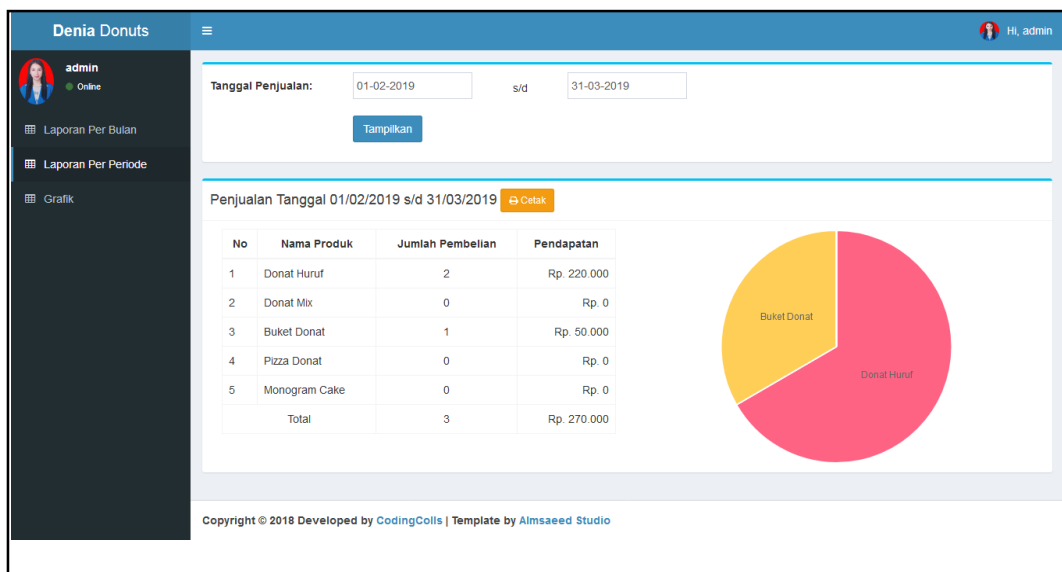 Denia Donuts
Hi, admin
admin
Online
Laporan Per Bulan
Laporan Per Periode
Grafik
Tanggal Penjualan: 01-02-2019 s/d 31-03-2019
Tampilkan
Penjualan Tanggal 01/02/2019 s/d 31/03/2019 Cetak
No Nama Produk Jumlah Pembelian Pendapatan
1 Donat Huruf 2 Rp. 220.000
2 Donat Mix 0 Rp. 0
3 Buket Donat 1 Rp. 50.000
4 Pizza Donat 0 Rp. 0
5 Monogram Cake 0 Rp. 0
Total 3 Rp. 270.000
Buket Donat
Donat Huruf
Copyright © 2018 Developed by CodingColls | Template by Almsaeed Studio